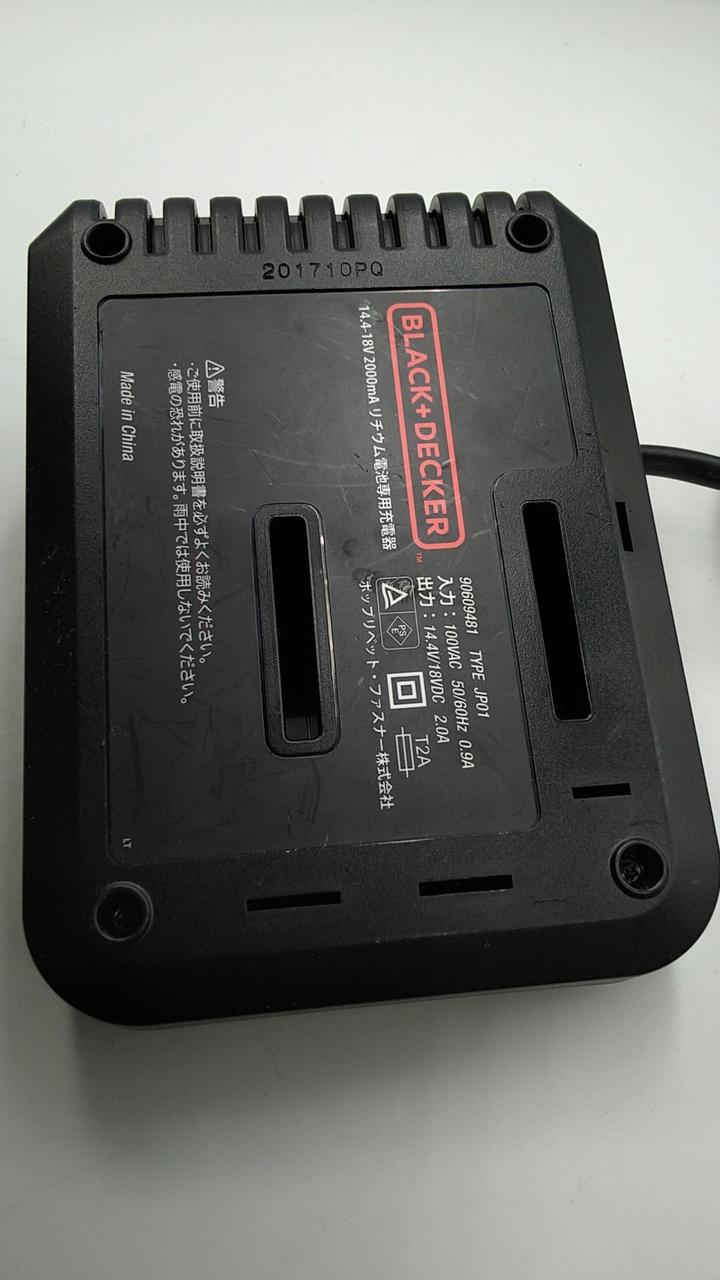 201710PQ
BLACK+DECKER™
14.4-18V 2000mA リチウム電池専用充電器
90609481 TYPE JP01
入力：100VAC 50/60Hz 0.9A
出力：14.4V/18VDC 2.0A
PS
E
T2A
ポップリベット・ファスナー株式会社
警告
・ご使用前に取扱説明書を必ずよくお読みください。
・感電の恐れがあります。雨中では使用しないでください。
Made in China
LT